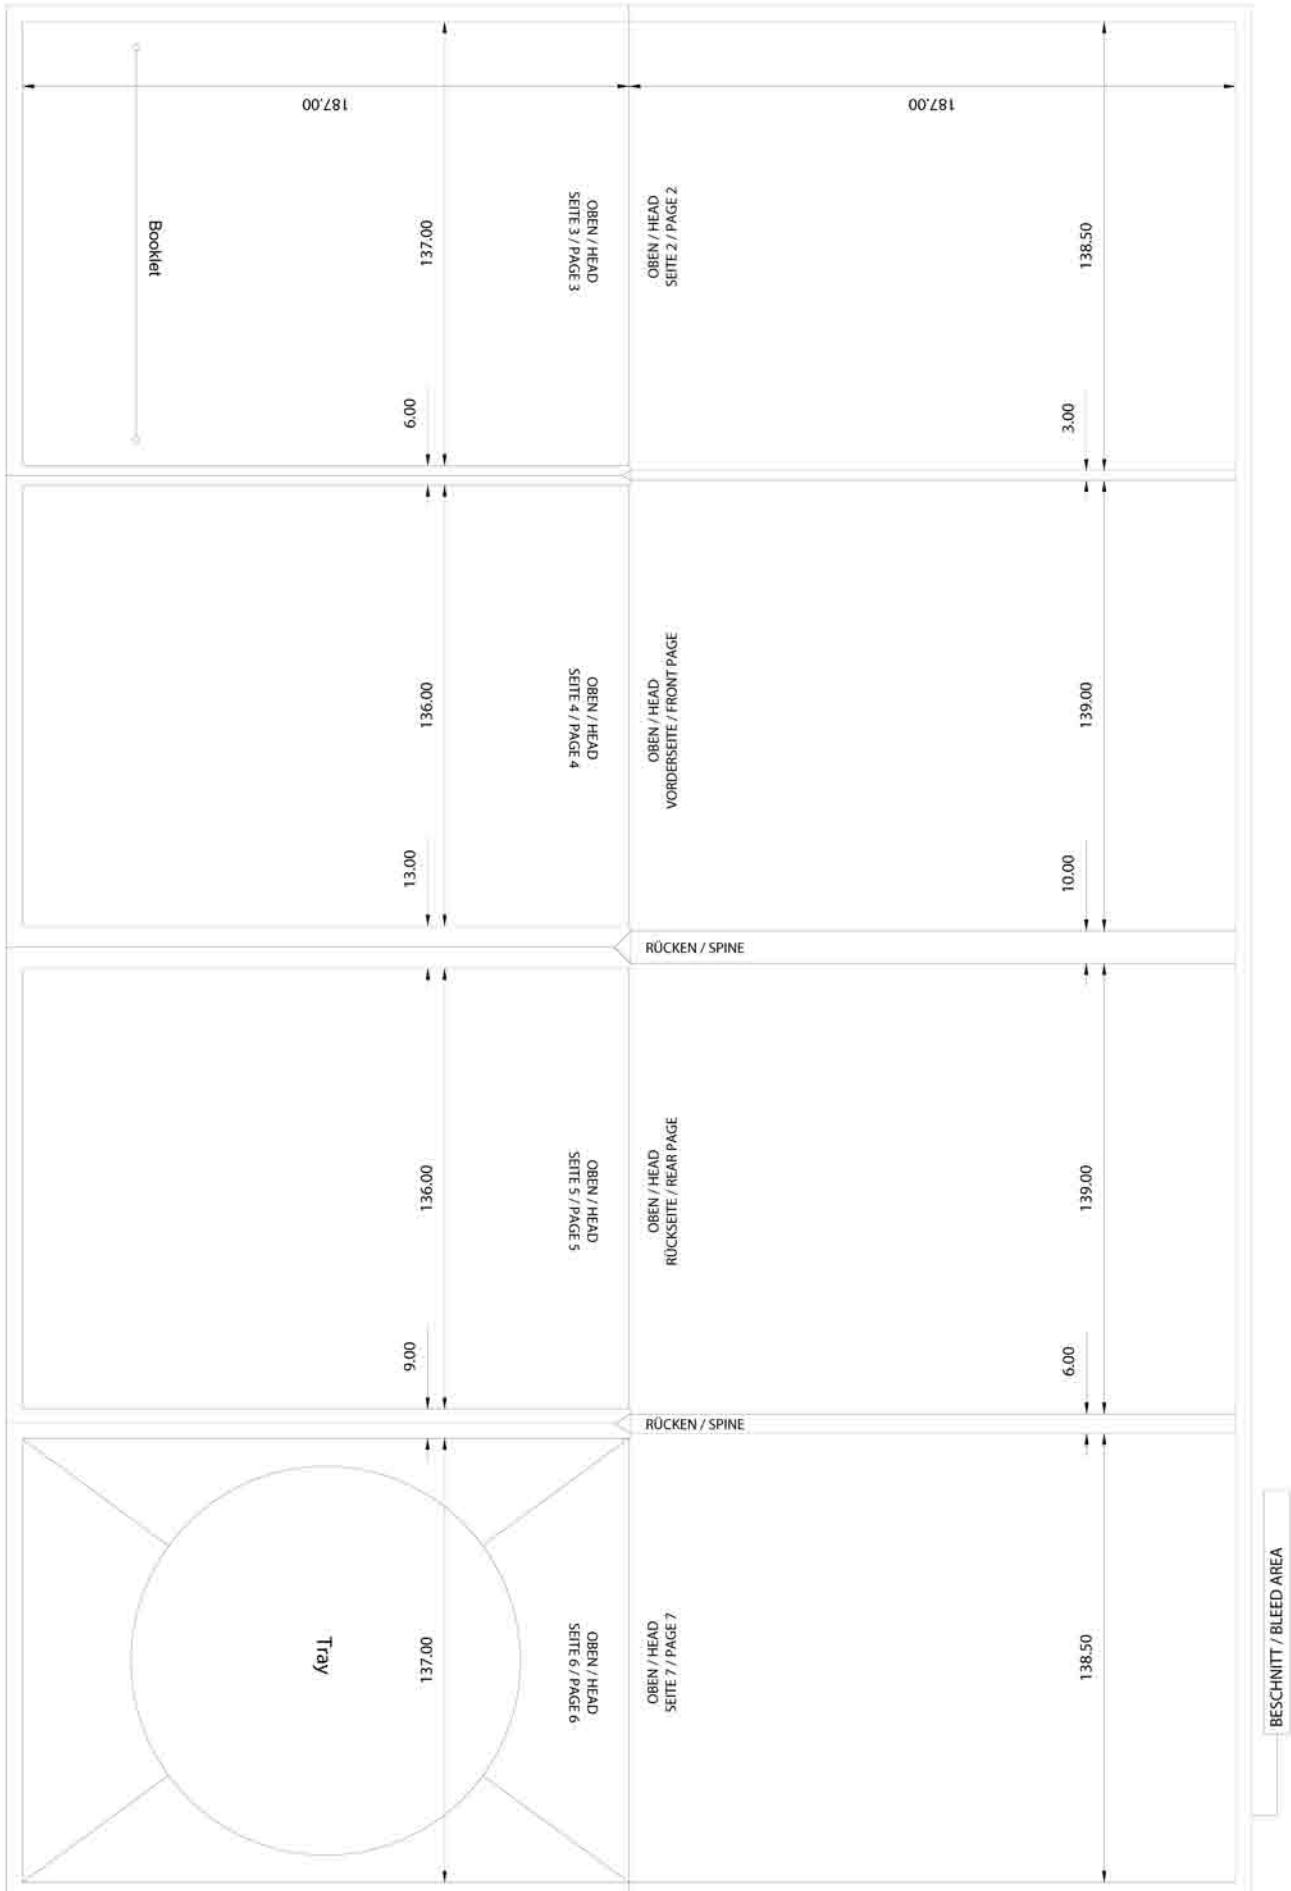 187.00
187.00
Booklet
137.00
OBEN / HEAD
SEITE 3 / PAGE 3
OBEN / HEAD
SEITE 2 / PAGE 2
138.50
6.00
3.00
136.00
OBEN / HEAD
SEITE 4 / PAGE 4
OBEN / HEAD
VORDERSEITE / FRONT PAGE
139.00
13.00
10.00
RÜCKEN / SPINE
136.00
OBEN / HEAD
SEITE 5 / PAGE 5
OBEN / HEAD
RÜCKSEITE / REAR PAGE
139.00
9.00
6.00
RÜCKEN / SPINE
Tray
137.00
OBEN / HEAD
SEITE 6 / PAGE 6
OBEN / HEAD
SEITE 7 / PAGE 7
138.50
BESCHNITT / BLEED AREA